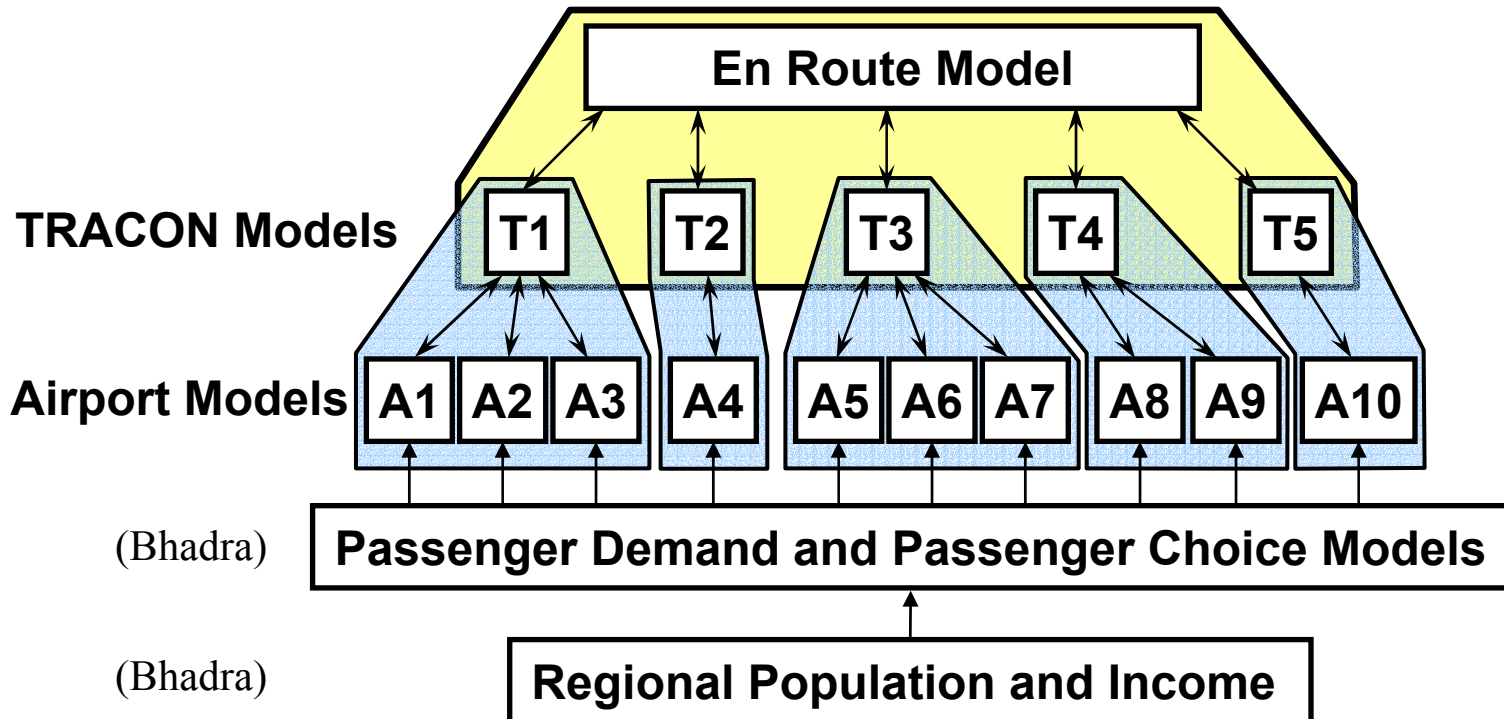 En Route Model
TRACON Models T1 T2 T3 T4 T5
Airport Models A1 A2 A3 A4 A5 A6 A7 A8 A9 A10
(Bhadra) Passenger Demand and Passenger Choice Models
(Bhadra) Regional Population and Income